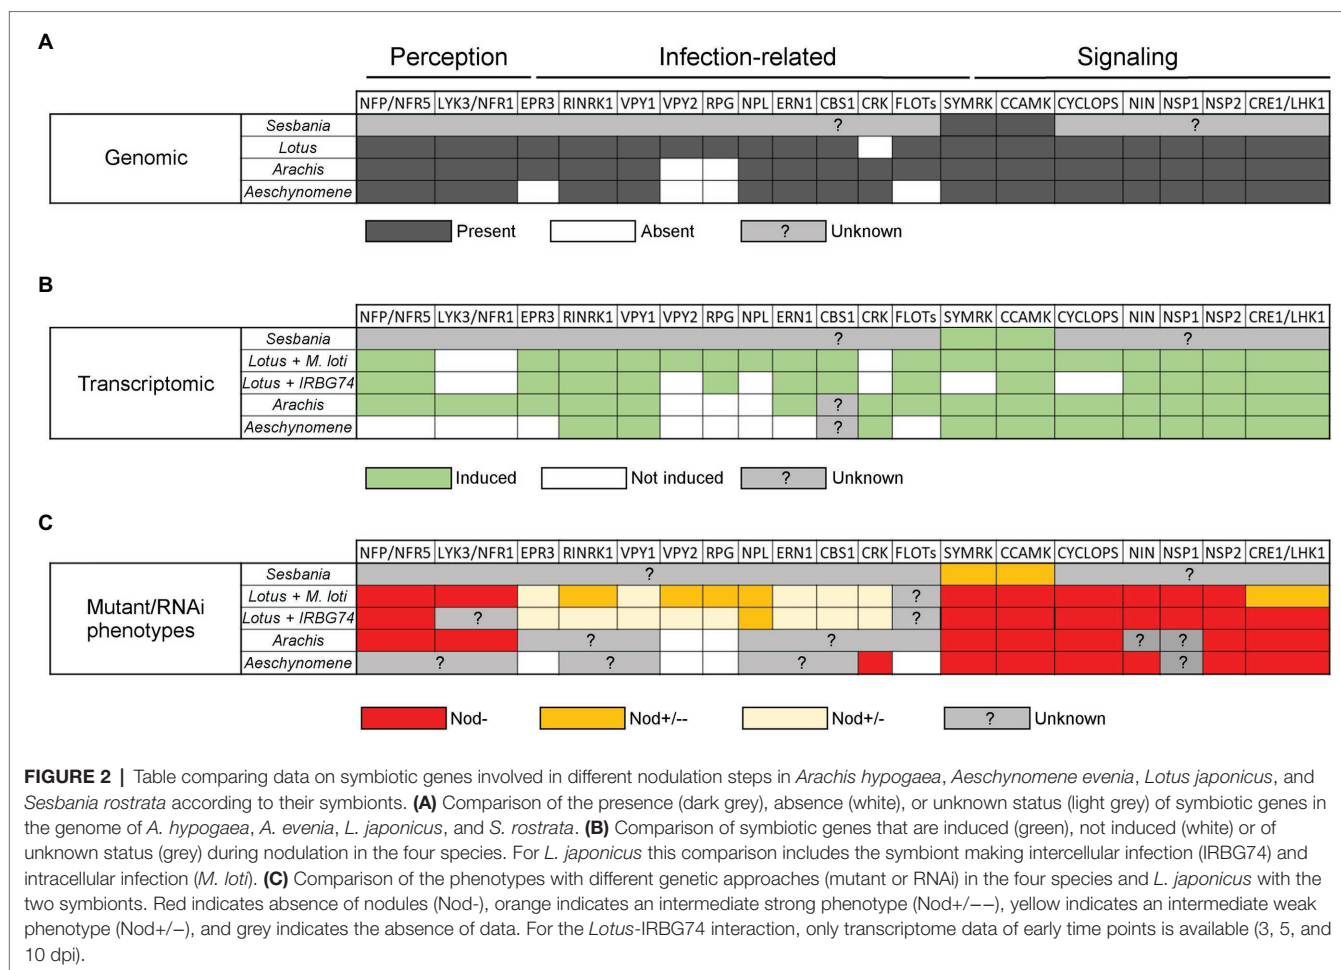 A
Perception Infection-related Signaling
NFP/NFR5 LYK3/NFR1 EPR3 RINRK1 VPY1 VPY2 RPG NPL ERN1 CBS1 CRK FLOTs SYMRK CCAMK CYCLOPS NIN NSP1 NSP2 CRE1/LHK1
Genomic
Sesbania ? ?
Lotus
Arachis
Aeschynomene
Present Absent ? Unknown
B
NFP/NFR5 LYK3/NFR1 EPR3 RINRK1 VPY1 VPY2 RPG NPL ERN1 CBS1 CRK FLOTs SYMRK CCAMK CYCLOPS NIN NSP1 NSP2 CRE1/LHK1
Transcriptomic
Sesbania ? ?
Lotus + M. loti
Lotus + IRBG74
Arachis ?
Aeschynomene ?
Induced Not induced ? Unknown
C
NFP/NFR5 LYK3/NFR1 EPR3 RINRK1 VPY1 VPY2 RPG NPL ERN1 CBS1 CRK FLOTs SYMRK CCAMK CYCLOPS NIN NSP1 NSP2 CRE1/LHK1
Mutant/RNAi
phenotypes
Sesbania ? ?
Lotus + M. loti ?
Lotus + IRBG74 ? ?
Arachis ? ? ? ?
Aeschynomene ? ? ? ?
Nod- Nod+/-- Nod+/- ? Unknown
FIGURE 2 | Table comparing data on symbiotic genes involved in different nodulation steps in Arachis hypogaea, Aeschynomene evenia, Lotus japonicus, and
Sesbania rostrata according to their symbionts. (A) Comparison of the presence (dark grey), absence (white), or unknown status (light grey) of symbiotic genes in
the genome of A. hypogaea, A. evenia, L. japonicus, and S. rostrata. (B) Comparison of symbiotic genes that are induced (green), not induced (white) or of
unknown status (grey) during nodulation in the four species. For L. japonicus this comparison includes the symbiont making intercellular infection (IRBG74) and
intracellular infection (M. loti). (C) Comparison of the phenotypes with different genetic approaches (mutant or RNAi) in the four species and L. japonicus with the
two symbionts. Red indicates absence of nodules (Nod-), orange indicates an intermediate strong phenotype (Nod+/−−), yellow indicates an intermediate weak
phenotype (Nod+/−), and grey indicates the absence of data. For the Lotus-IRBG74 interaction, only transcriptome data of early time points is available (3, 5, and
10 dpi).